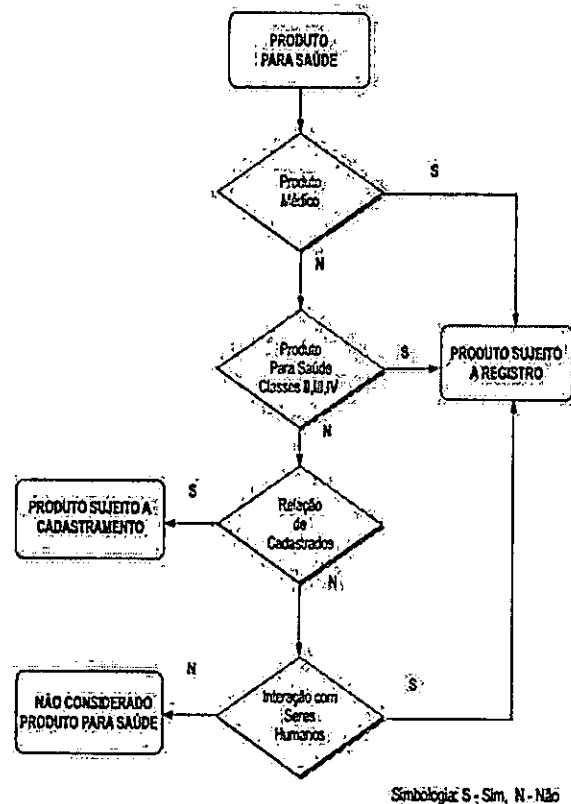 PRODUTO
PARA SAÚDE
Produto
Médico
S
N
Produto
Para Saúde
Classes II,III,IV
S
N
PRODUTO SUJEITO
A REGISTRO
Relação
de
Cadastrados
S
N
PRODUTO SUJEITO A
CADASTRAMENTO
Interação com
Seres
Humanos
S
N
NÃO CONSIDERADO
PRODUTO PARA SAÚDE
Simbologia: S - Sim, N - Não